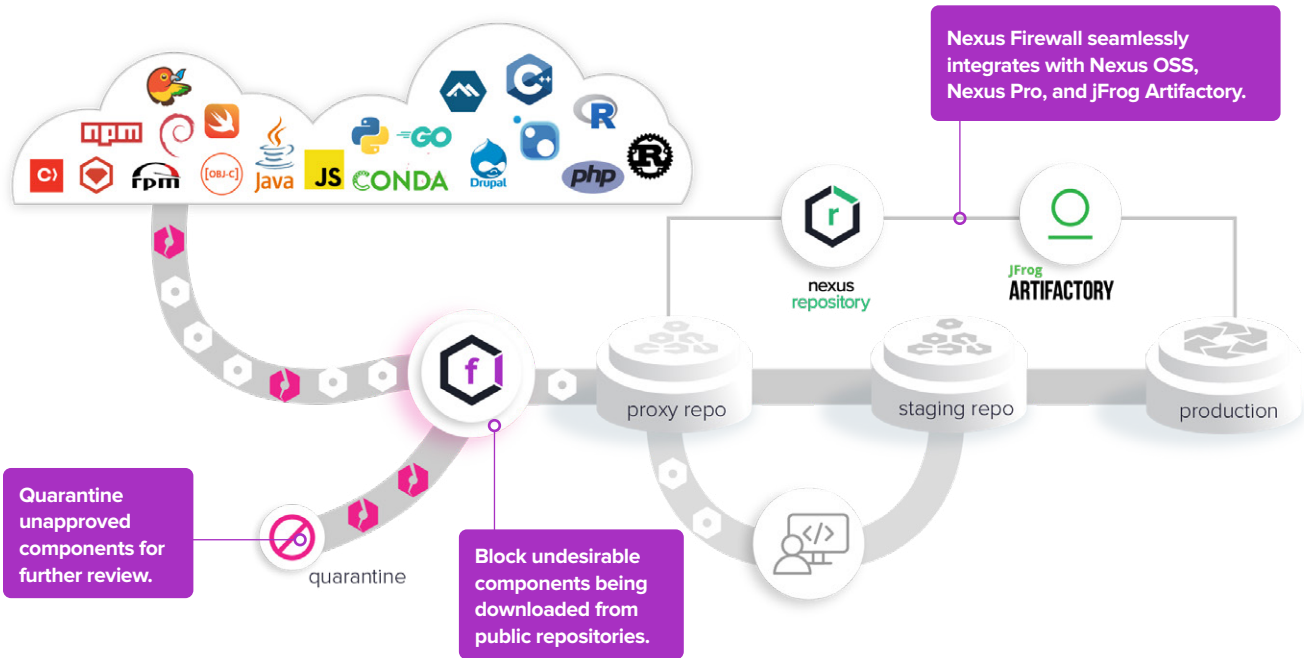 Nexus Firewall seamlessly
integrates with Nexus OSS,
Nexus Pro, and jFrog Artifactory.
C++
npm
GO
R
C)
rpm
[OBJ-C]
Java
JS
CONDA
Drupal
php
R
r
nexus
repository
JFrog
ARTIFACTORY
f
proxy repo
staging repo
production
Quarantine
unapproved
components for
further review.
quarantine
Block undesirable
components being
downloaded from
public repositories.
</>